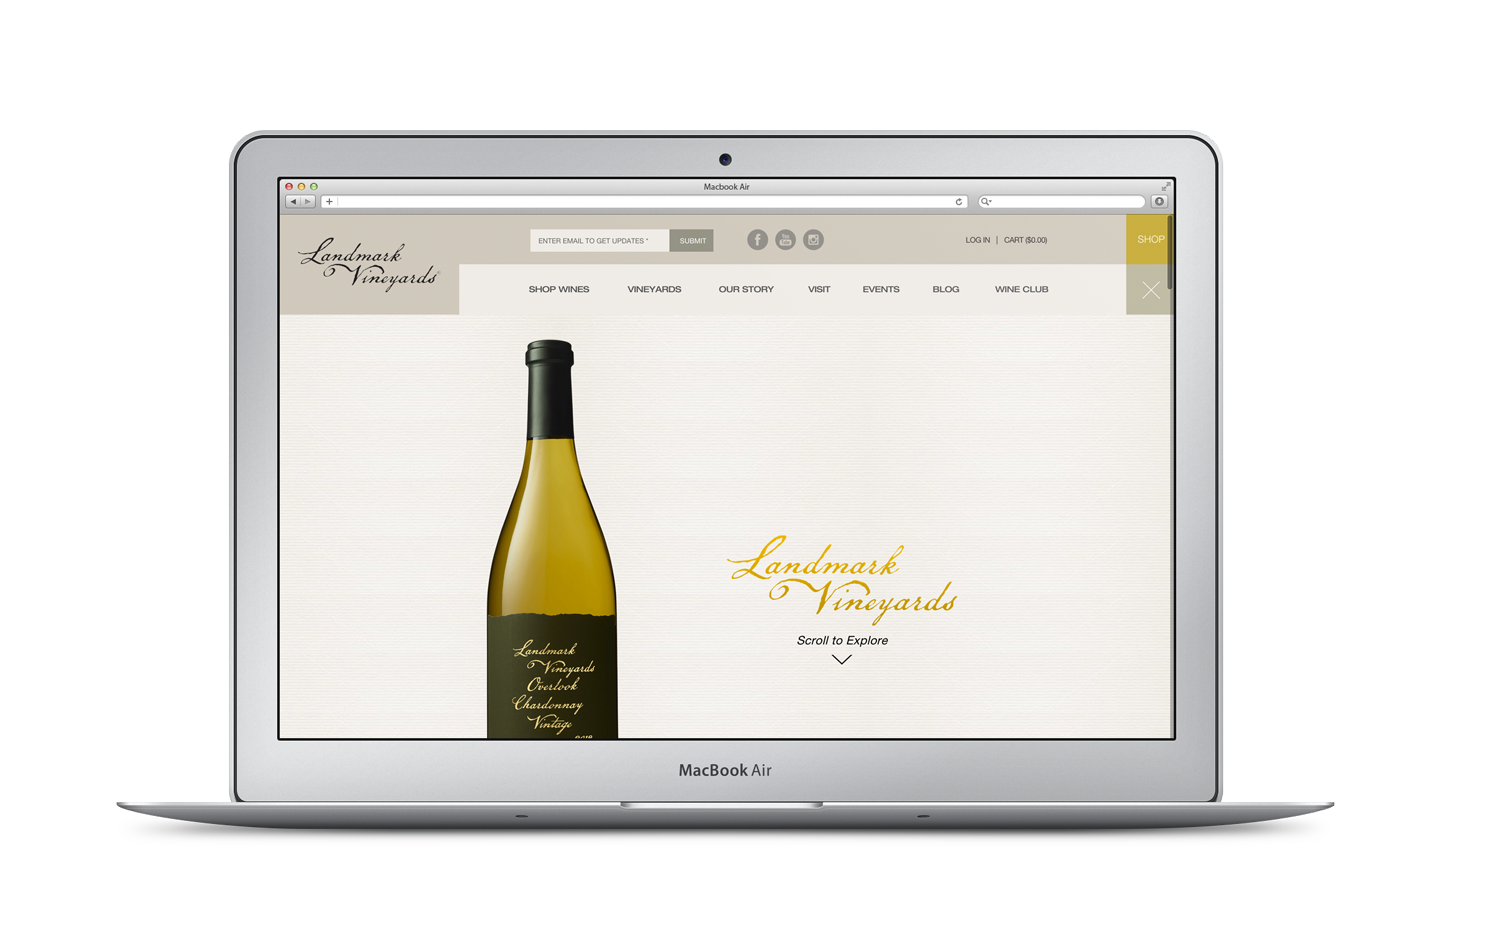 Macbook Air
Landmark
Vineyards
ENTER EMAIL TO GET UPDATES *
SUBMIT
You
Tube
LOG IN | CART ($0.00)
SHOP
SHOP WINES
VINEYARDS
OUR STORY
VISIT
EVENTS
BLOG
WINE CLUB
Landmark
Vineyards
Scroll to Explore
Landmark
Vineyards
Overlook
Chardonnay
Vintage
MacBook Air